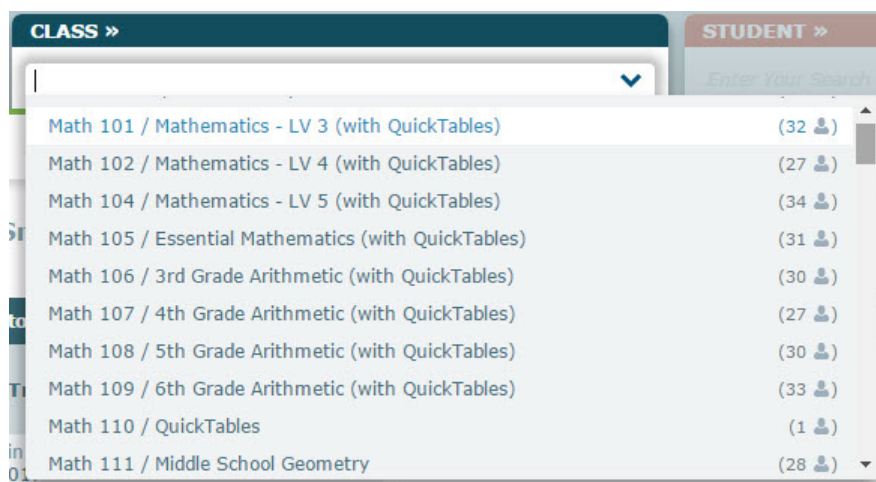 CLASS »
STUDENT »
Enter Your Search
Math 101 / Mathematics - LV 3 (with QuickTables) (32)
Math 102 / Mathematics - LV 4 (with QuickTables) (27)
Math 104 / Mathematics - LV 5 (with QuickTables) (34)
Math 105 / Essential Mathematics (with QuickTables) (31)
Math 106 / 3rd Grade Arithmetic (with QuickTables) (30)
Math 107 / 4th Grade Arithmetic (with QuickTables) (27)
Math 108 / 5th Grade Arithmetic (with QuickTables) (30)
Math 109 / 6th Grade Arithmetic (with QuickTables) (33)
Math 110 / QuickTables (1)
Math 111 / Middle School Geometry (28)